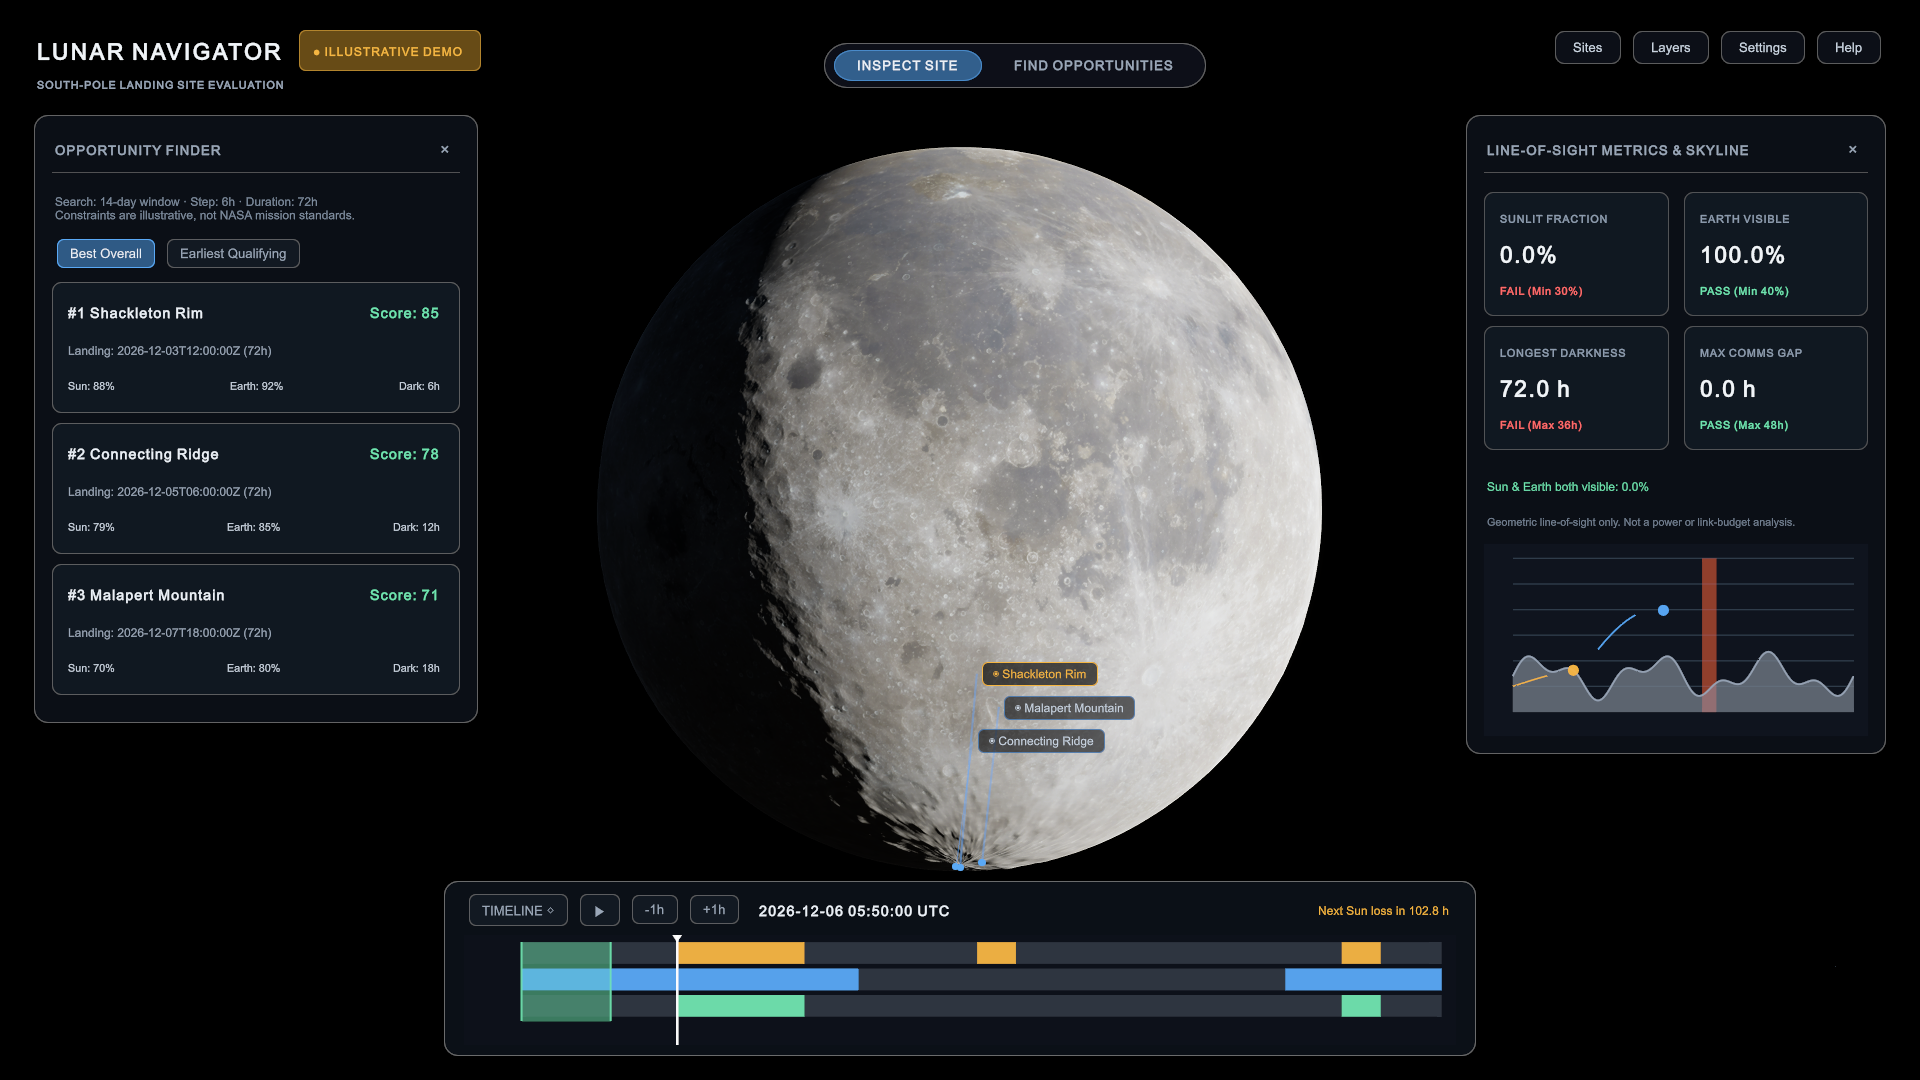 LUNAR NAVIGATOR
● ILLUSTRATIVE DEMO
SOUTH-POLE LANDING SITE EVALUATION
INSPECT SITE
FIND OPPORTUNITIES
Sites
Layers
Settings
Help
OPPORTUNITY FINDER
×
Search: 14-day window · Step: 6h · Duration: 72h
Constraints are illustrative, not NASA mission standards.
Best Overall
Earliest Qualifying
#1 Shackleton Rim
Score: 85
Landing: 2026-12-03T12:00:00Z (72h)
Sun: 88%
Earth: 92%
Dark: 6h
#2 Connecting Ridge
Score: 78
Landing: 2026-12-05T06:00:00Z (72h)
Sun: 79%
Earth: 85%
Dark: 12h
#3 Malapert Mountain
Score: 71
Landing: 2026-12-07T18:00:00Z (72h)
Sun: 70%
Earth: 80%
Dark: 18h
Shackleton Rim
Malapert Mountain
Connecting Ridge
LINE-OF-SIGHT METRICS & SKYLINE
×
SUNLIT FRACTION
0.0%
FAIL (Min 30%)
EARTH VISIBLE
100.0%
PASS (Min 40%)
LONGEST DARKNESS
72.0 h
FAIL (Max 36h)
MAX COMMS GAP
0.0 h
PASS (Max 48h)
Sun & Earth both visible: 0.0%
Geometric line-of-sight only. Not a power or link-budget analysis.
TIMELINE ◇
▶
-1h
+1h
2026-12-06 05:50:00 UTC
Next Sun loss in 102.8 h